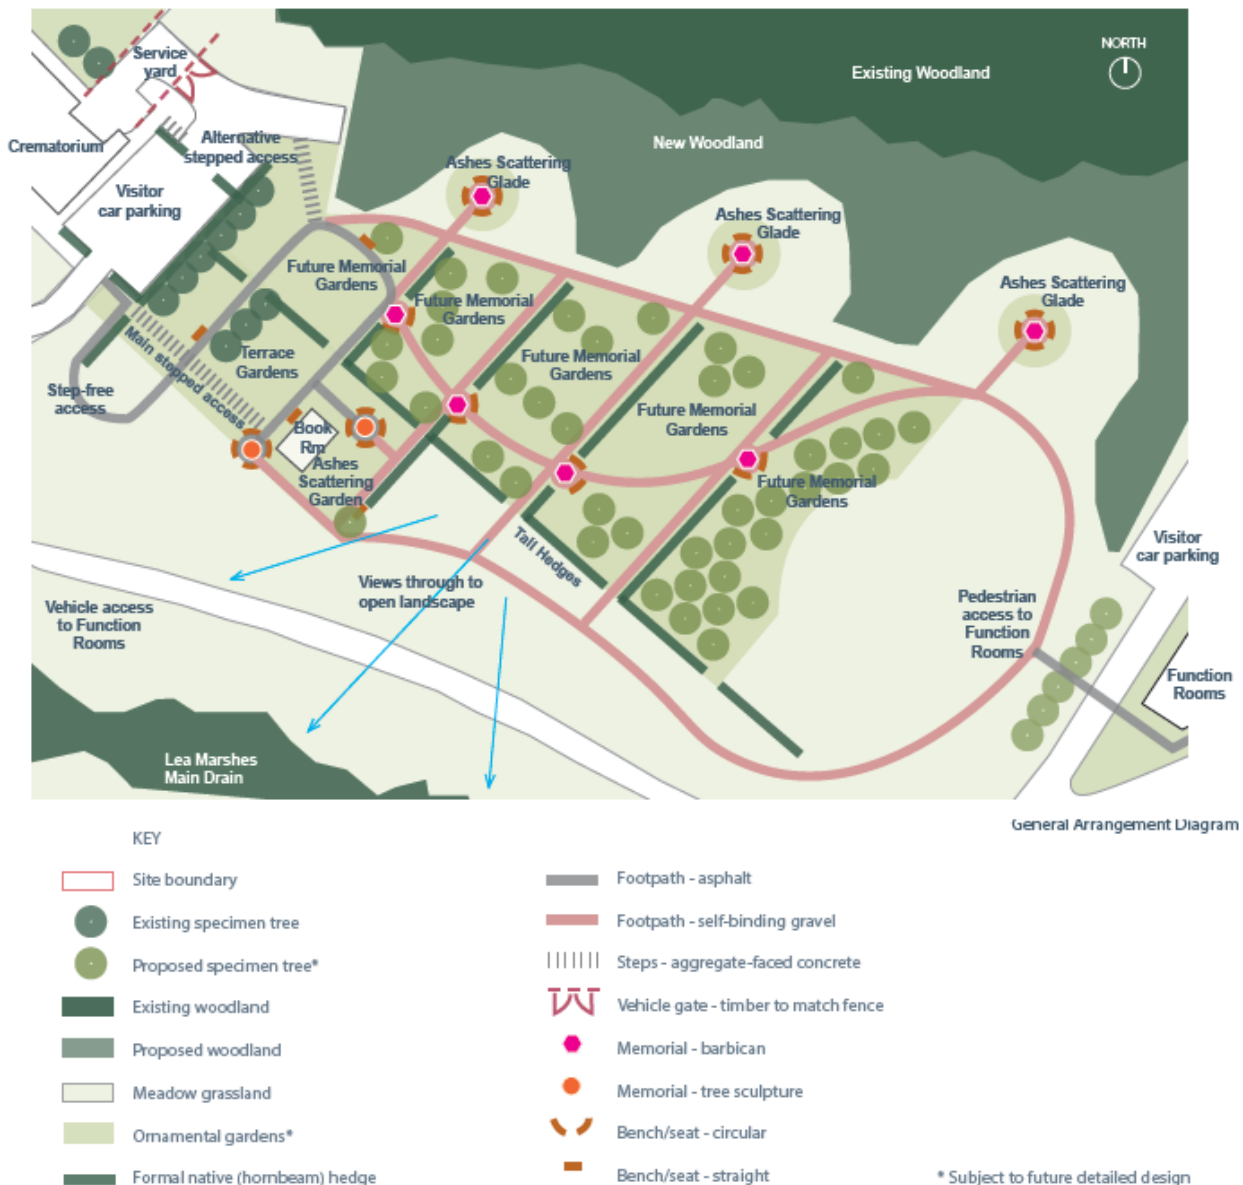 NORTH
Existing Woodland
Service
yard
New Woodland
Crematorium
Alternative
stepped access
Ashes Scattering
Glade
Visitor
car parking
Ashes Scattering
Glade
Ashes Scattering
Glade
Future Memorial
Gardens
Future Memorial
Gardens
Main stepped access
Terrace
Gardens
Future Memorial
Gardens
Step-free
access
Future Memorial
Gardens
Book
Rm
Ashes
Scattering
Garden
Future Memorial
Gardens
Tall Hedges
Visitor
car parking
Views through to
open landscape
Vehicle access
to Function
Rooms
Pedestrian
access to
Function
Rooms
Function
Rooms
Lea Marshes
Main Drain
General Arrangement Diagram
KEY
Site boundary
Existing specimen tree
Proposed specimen tree*
Existing woodland
Proposed woodland
Meadow grassland
Ornamental gardens*
Formal native (hornbeam) hedge
Footpath - asphalt
Footpath - self-binding gravel
Steps - aggregate-faced concrete
Vehicle gate - timber to match fence
Memorial - barbican
Memorial - tree sculpture
Bench/seat - circular
Bench/seat - straight
* Subject to future detailed design